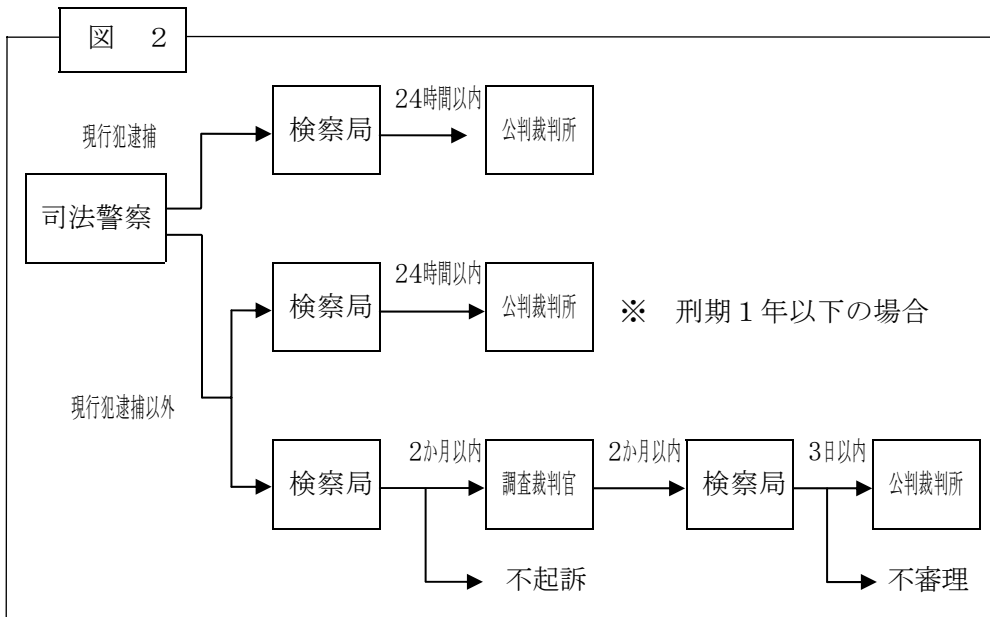 図 2
現行犯逮捕
検察局
24時間以内
公判裁判所
司法警察
検察局
24時間以内
公判裁判所
※ 刑期1年以下の場合
現行犯逮捕以外
検察局
2か月以内
調査裁判官
2か月以内
検察局
3日以内
公判裁判所
不起訴
不審理